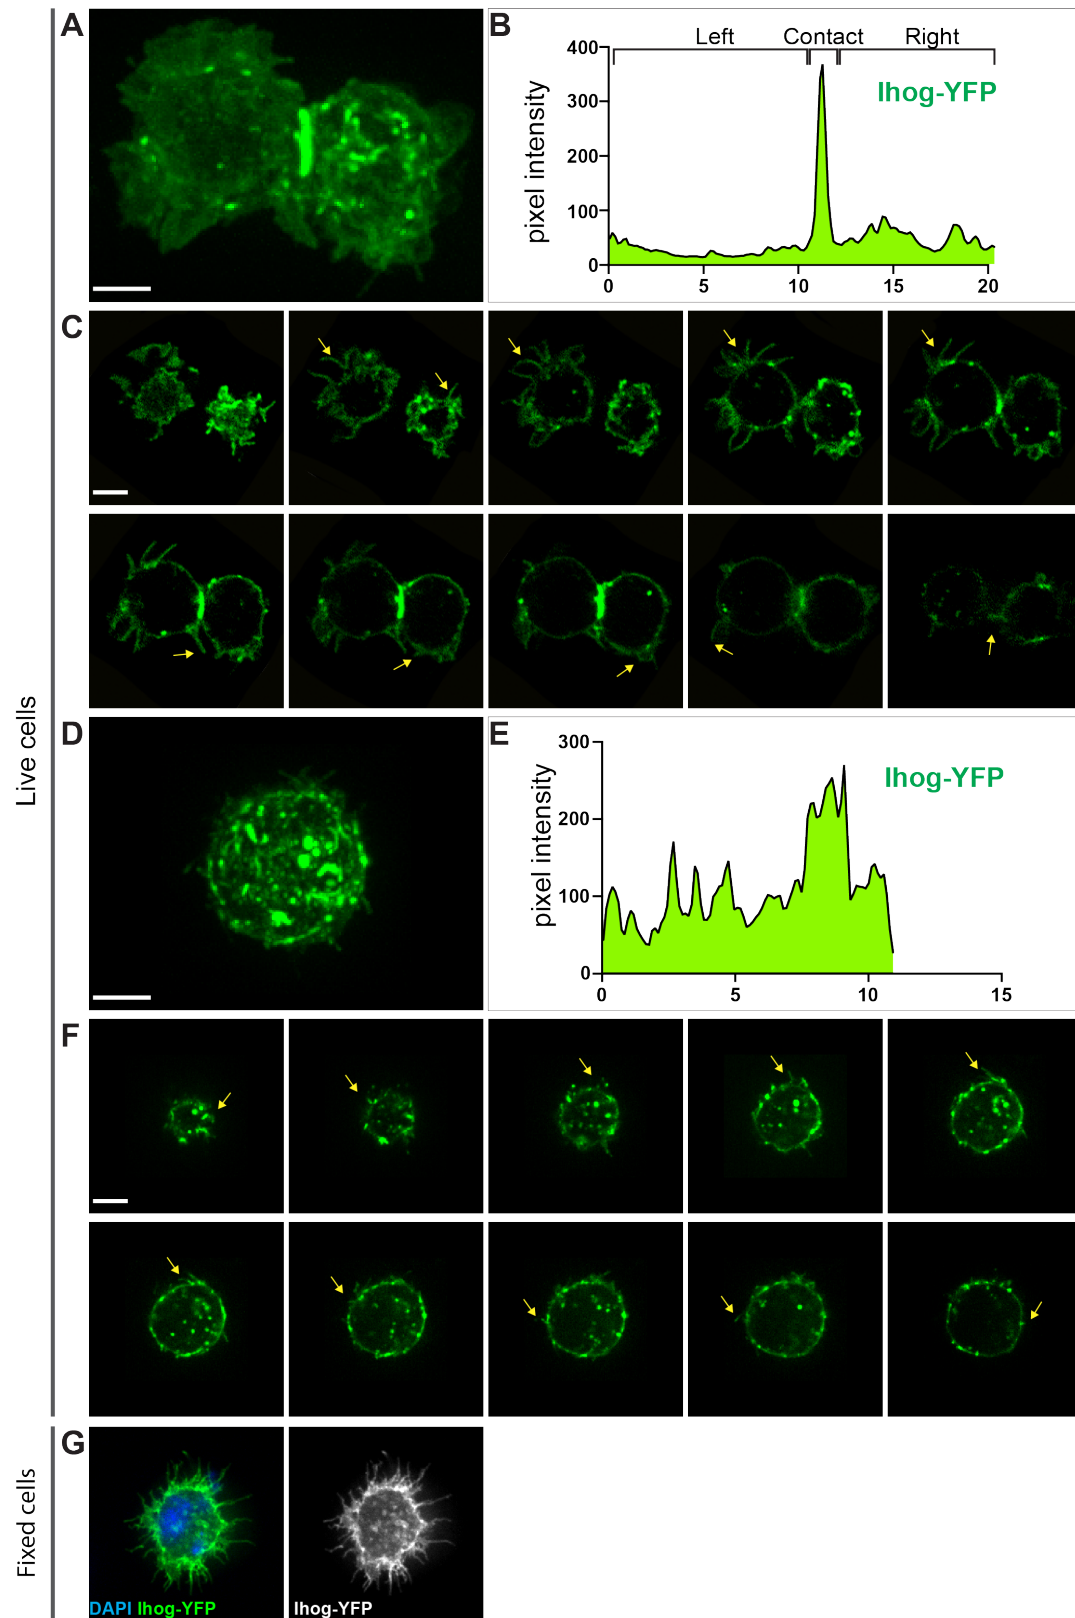 A
B
Left Contact Right
Ihog-YFP
pixel intensity
400
300
200
100
0
0 5 10 15 20
C
Live cells
D
E
Ihog-YFP
pixel intensity
300
200
100
0
0 5 10 15
F
G
Fixed cells
DAPI Ihog-YFP
Ihog-YFP